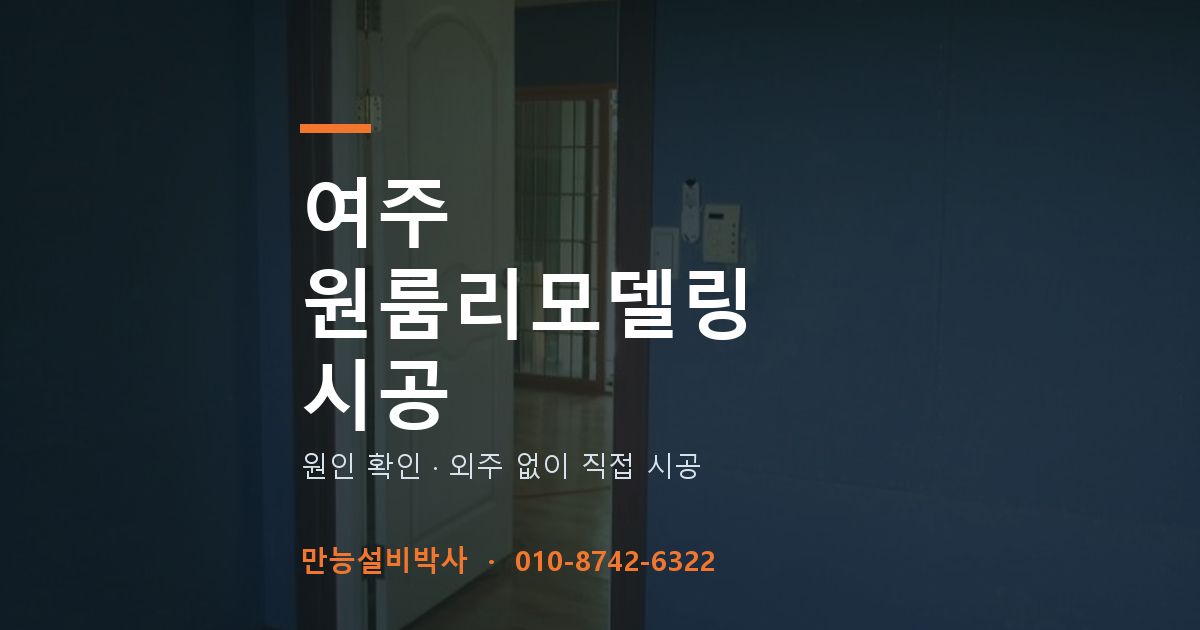 여주
원룸리모델링
시공
원인 확인 · 외주 없이 직접 시공
만능설비박사 · 010-8742-6322